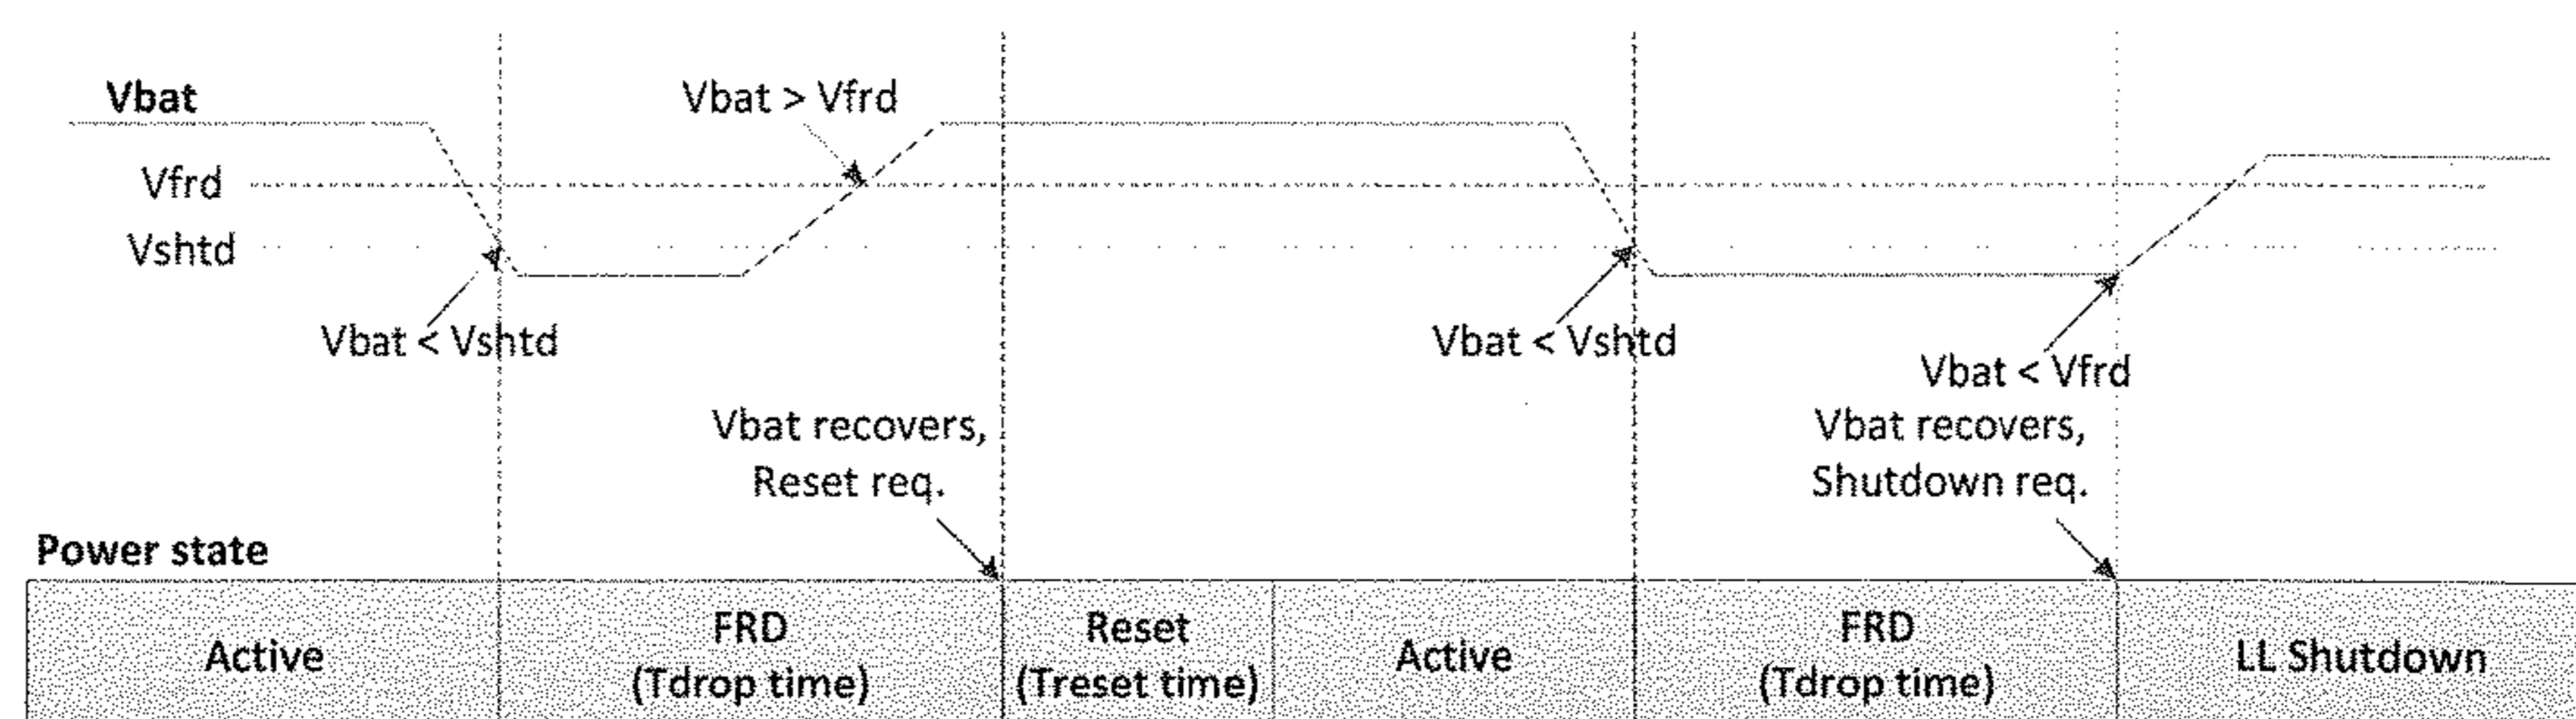 Vbat
Vbat > Vfrd
Vfrd
Vshtd
Vbat < Vshtd
Vbat < Vshtd
Vbat < Vfrd
Vbat recovers,
Reset req.
Vbat recovers,
Shutdown req.
Power state
Active
FRD
(Tdrop time)
Reset
(Treset time)
Active
FRD
(Tdrop time)
LL Shutdown